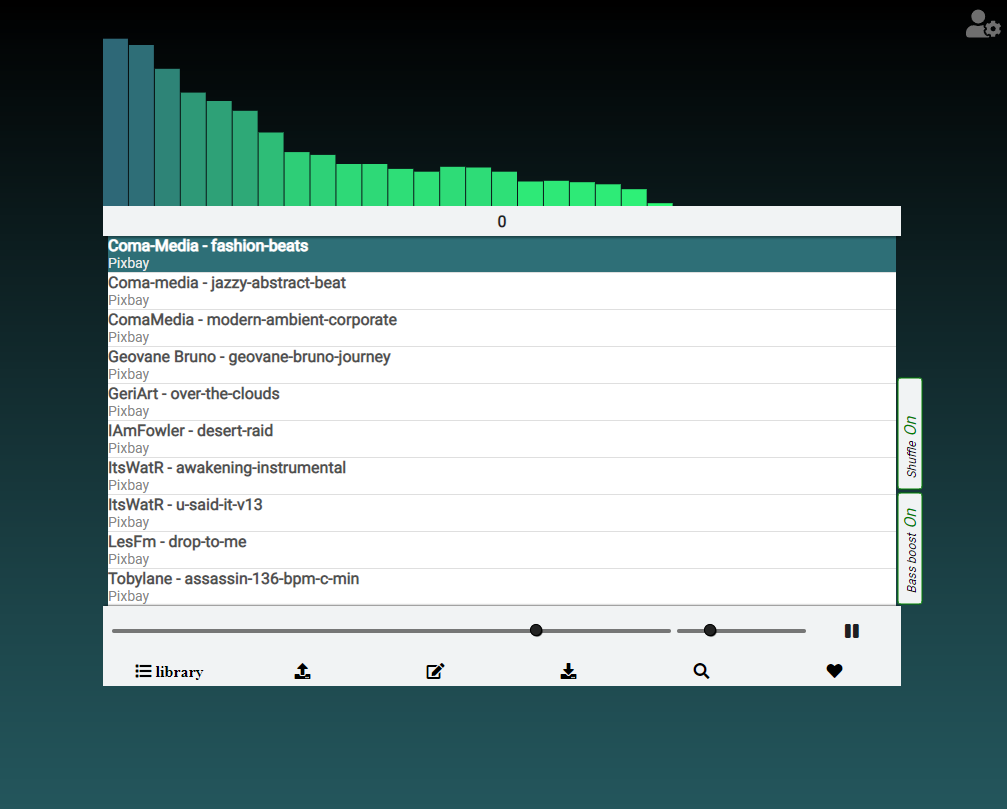 0
Coma-Media - fashion-beats
Pixbay
Coma-media - jazzy-abstract-beat
Pixbay
ComaMedia - modern-ambient-corporate
Pixbay
Geovane Bruno - geovane-bruno-journey
Pixbay
GeriArt - over-the-clouds
Pixbay
IAmFowler - desert-raid
Pixbay
ItsWatR - awakening-instrumental
Pixbay
ItsWatR - u-said-it-v13
Pixbay
LesFm - drop-to-me
Pixbay
Tobylane - assassin-136-bpm-c-min
Pixbay
Shuffle On
Bass boost On
library